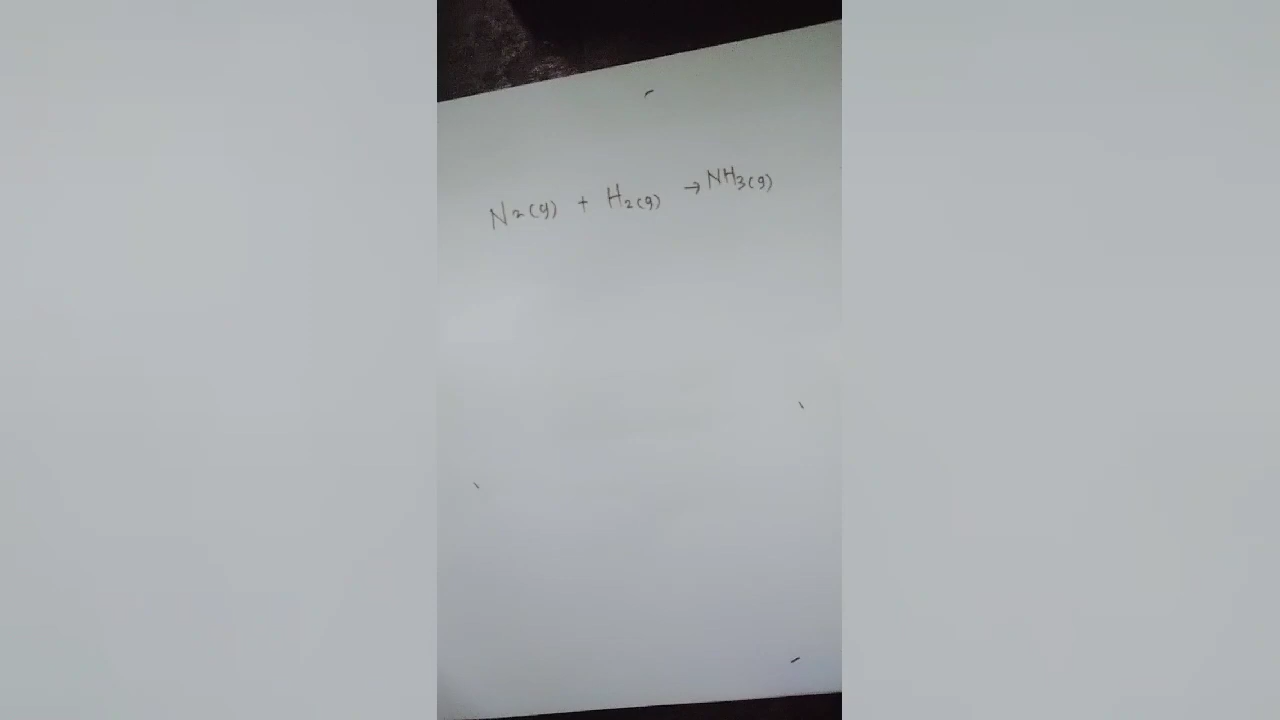 N₂(g) + H₂(g) → NH₃(g)